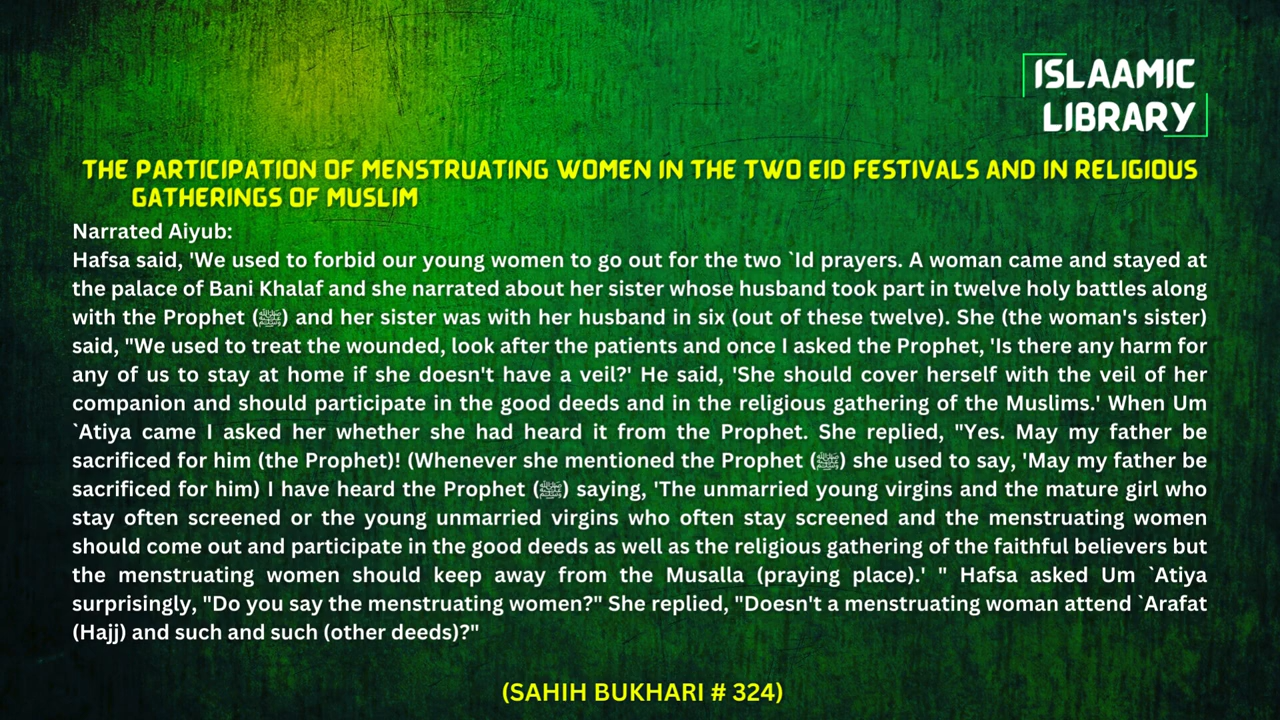 ISLAAMIC
LIBRARY
THE PARTICIPATION OF MENSTRUATING WOMEN IN THE TWO EID FESTIVALS AND IN RELIGIOUS
GATHERINGS OF MUSLIM
Narrated Aiyub:
Hafsa said, 'We used to forbid our young women to go out for the two `Id prayers. A woman came and stayed at
the palace of Bani Khalaf and she narrated about her sister whose husband took part in twelve holy battles along
with the Prophet (ﷺ) and her sister was with her husband in six (out of these twelve). She (the woman's sister)
said, "We used to treat the wounded, look after the patients and once I asked the Prophet, 'Is there any harm for
any of us to stay at home if she doesn't have a veil?' He said, 'She should cover herself with the veil of her
companion and should participate in the good deeds and in the religious gathering of the Muslims.' When Um
`Atiya came I asked her whether she had heard it from the Prophet. She replied, "Yes. May my father be
sacrificed for him (the Prophet)! (Whenever she mentioned the Prophet (ﷺ) she used to say, 'May my father be
sacrificed for him) I have heard the Prophet (ﷺ) saying, 'The unmarried young virgins and the mature girl who
stay often screened or the young unmarried virgins who often stay screened and the menstruating women
should come out and participate in the good deeds as well as the religious gathering of the faithful believers but
the menstruating women should keep away from the Musalla (praying place).' " Hafsa asked Um `Atiya
surprisingly, "Do you say the menstruating women?" She replied, "Doesn't a menstruating woman attend `Arafat
(Hajj) and such and such (other deeds)?"
(SAHIH BUKHARI # 324)